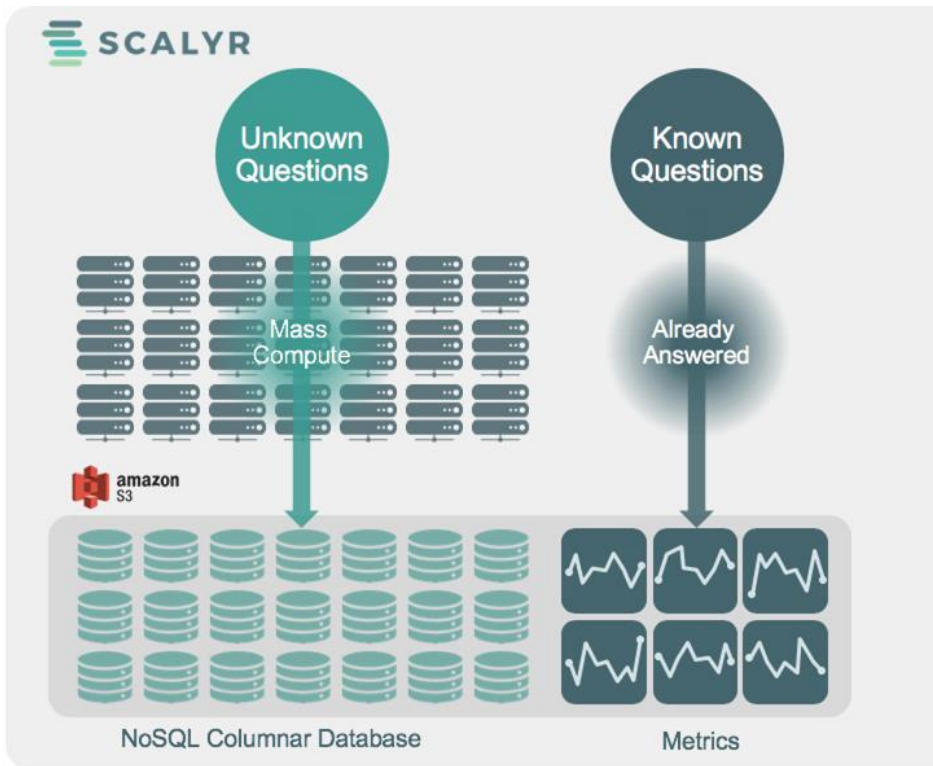 SCALYR
Unknown
Questions
Known
Questions
Mass
Compute
Already
Answered
amazon
S3
NoSQL Columnar Database
Metrics